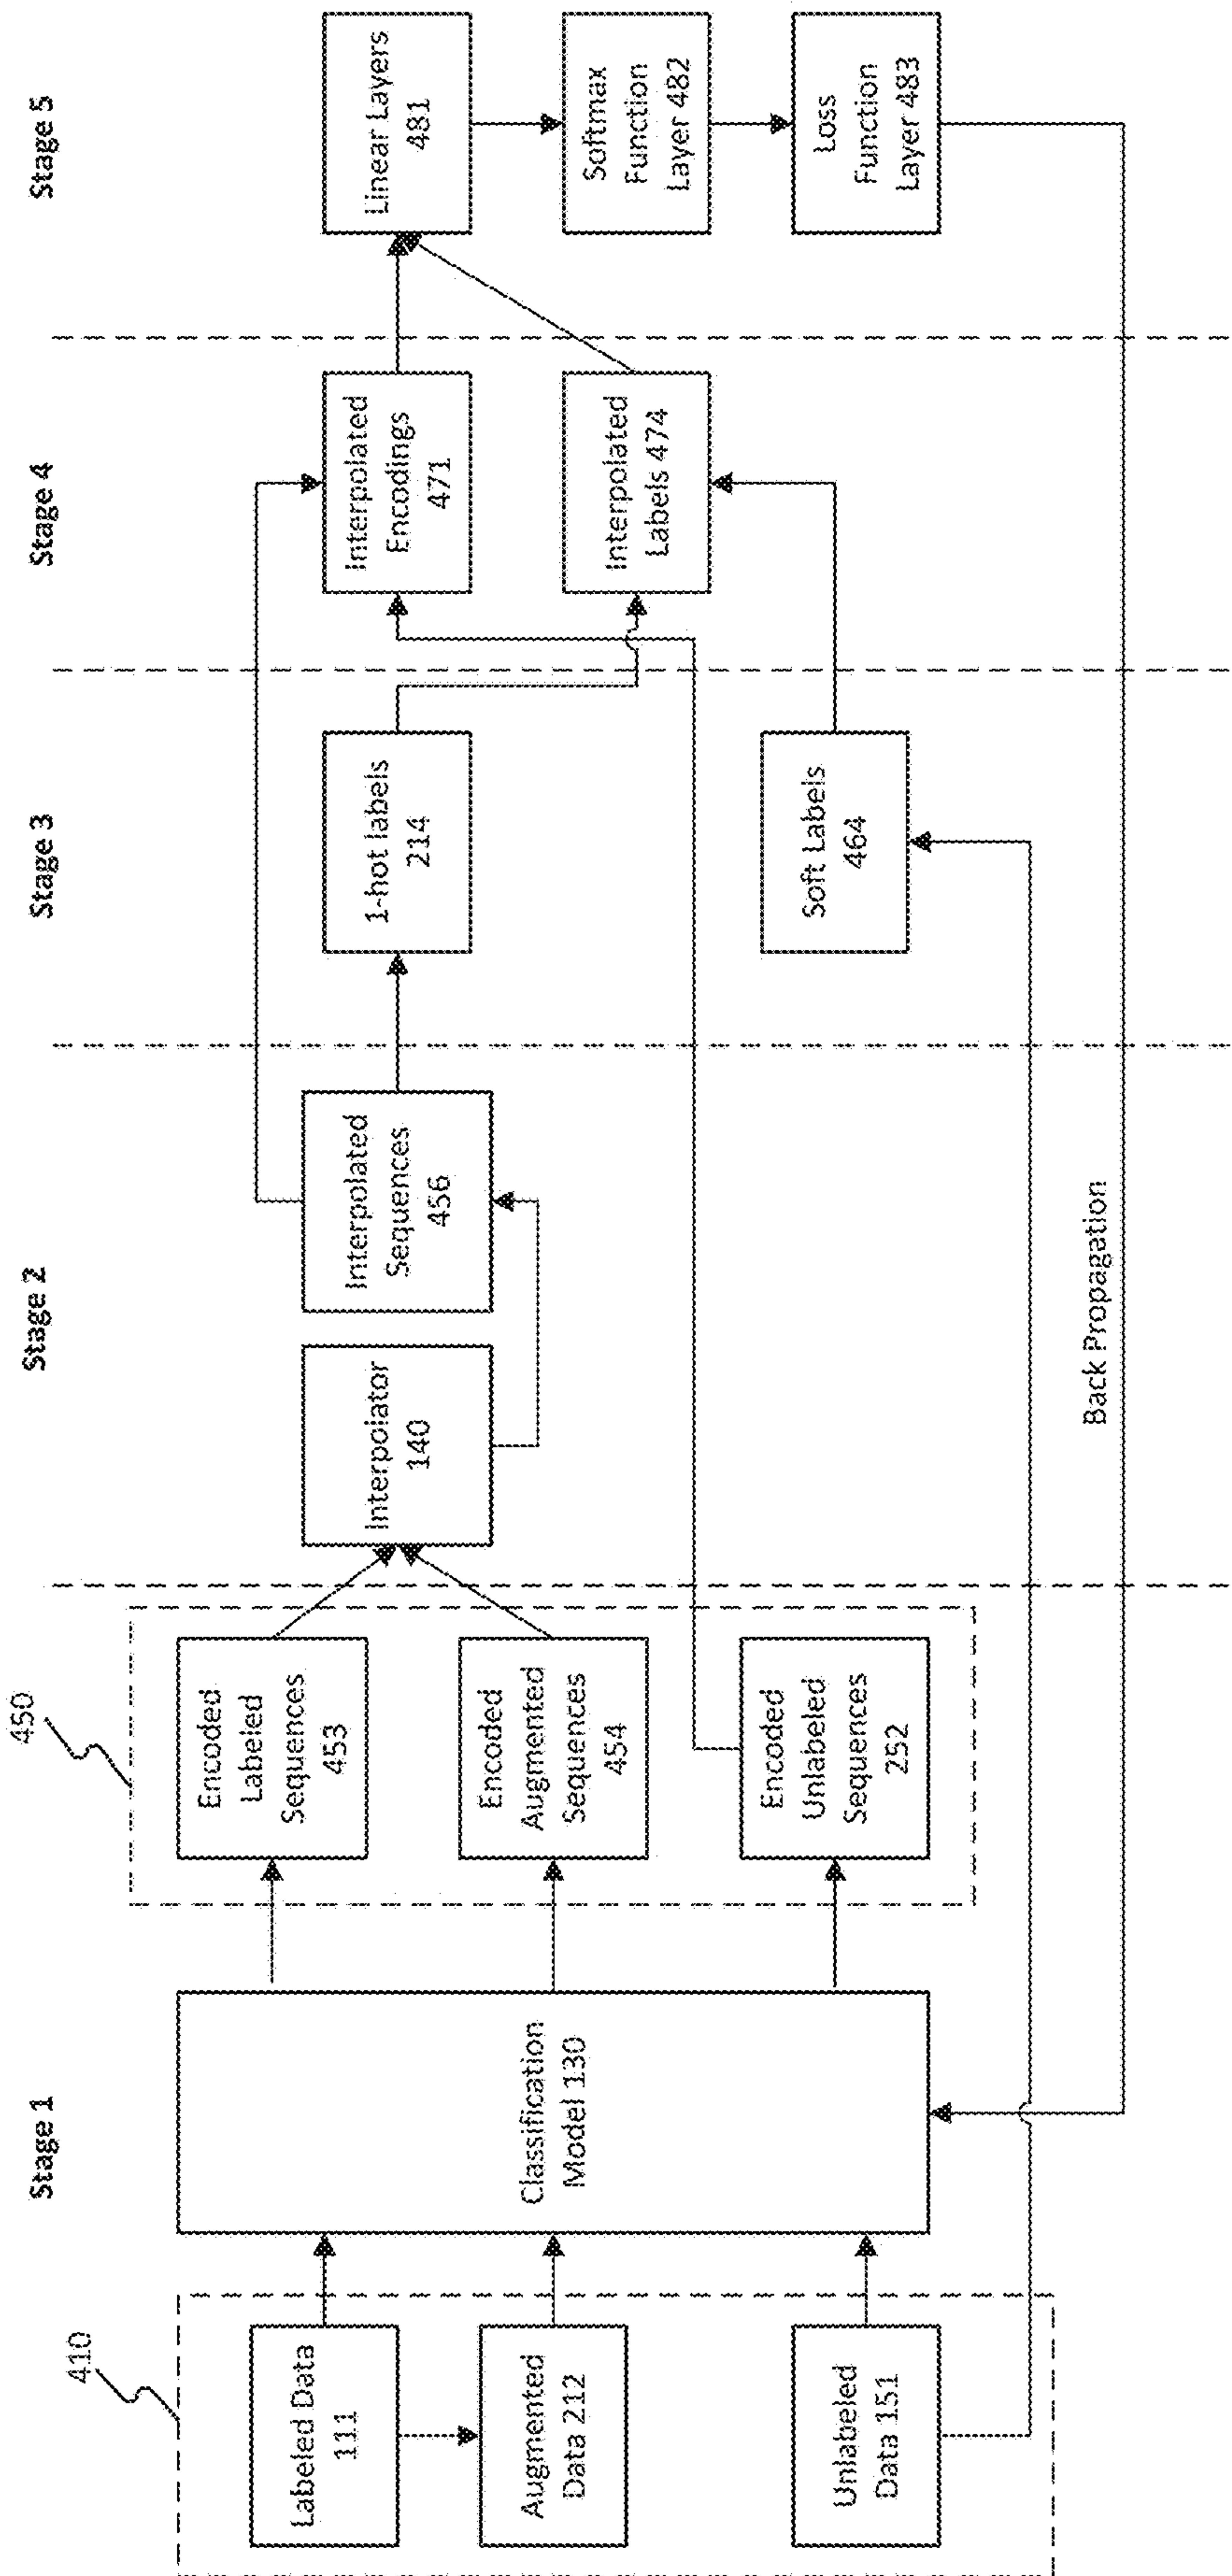 Stage 1
Stage 2
Stage 3
Stage 4
Stage 5
410
Labeled Data
111
Augmented
Data 212
Unlabeled
Data 151
Classification
Model 130
450
Encoded
Labeled
Sequences
453
Encoded
Augmented
Sequences
454
Encoded
Unlabeled
Sequences
252
Interpolator
140
Interpolated
Sequences
456
1-hot labels
214
Soft Labels
464
Interpolated
Encodings
471
Interpolated
Labels 474
Linear Layers
481
Softmax
Function
Layer 482
Loss
Function
Layer 483
Back Propagation